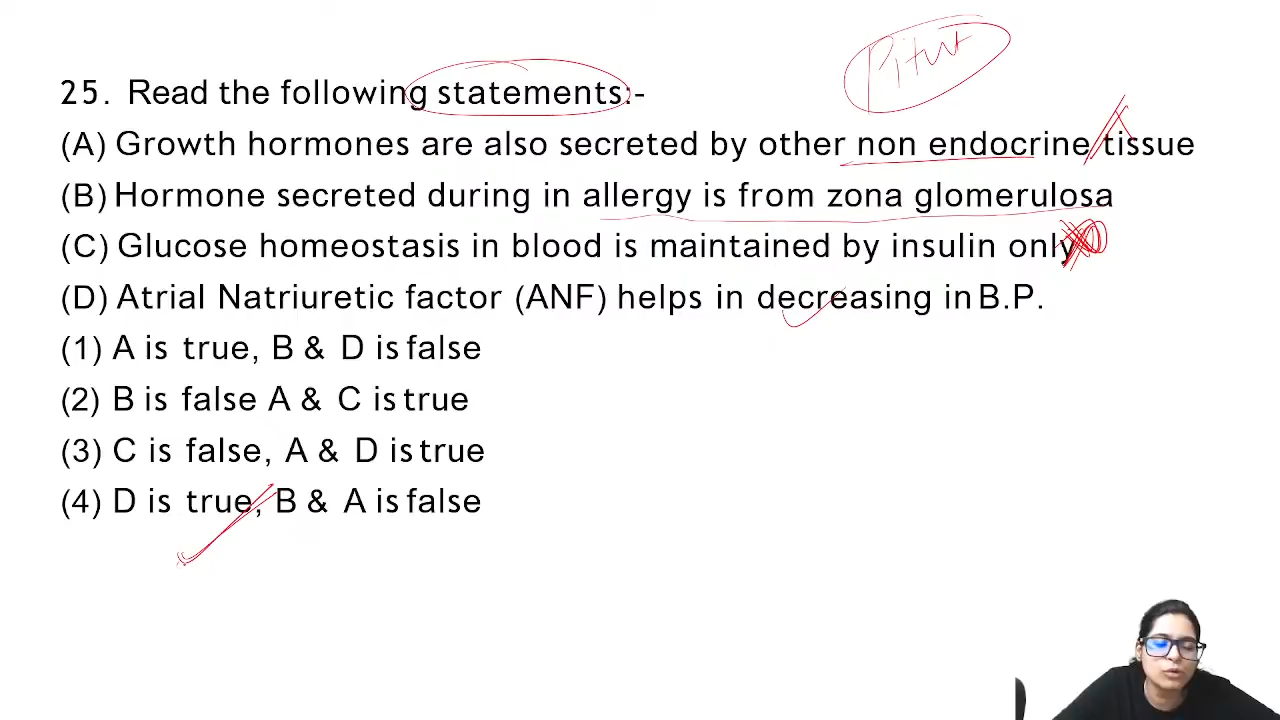 Pitut
25. Read the following statements:-
(A) Growth hormones are also secreted by other non endocrine tissue
(B) Hormone secreted during in allergy is from zona glomerulosa
(C) Glucose homeostasis in blood is maintained by insulin only
(D) Atrial Natriuretic factor (ANF) helps in decreasing in B.P.
(1) A is true, B & D is false
(2) B is false A & C is true
(3) C is false, A & D is true
(4) D is true, B & A is false